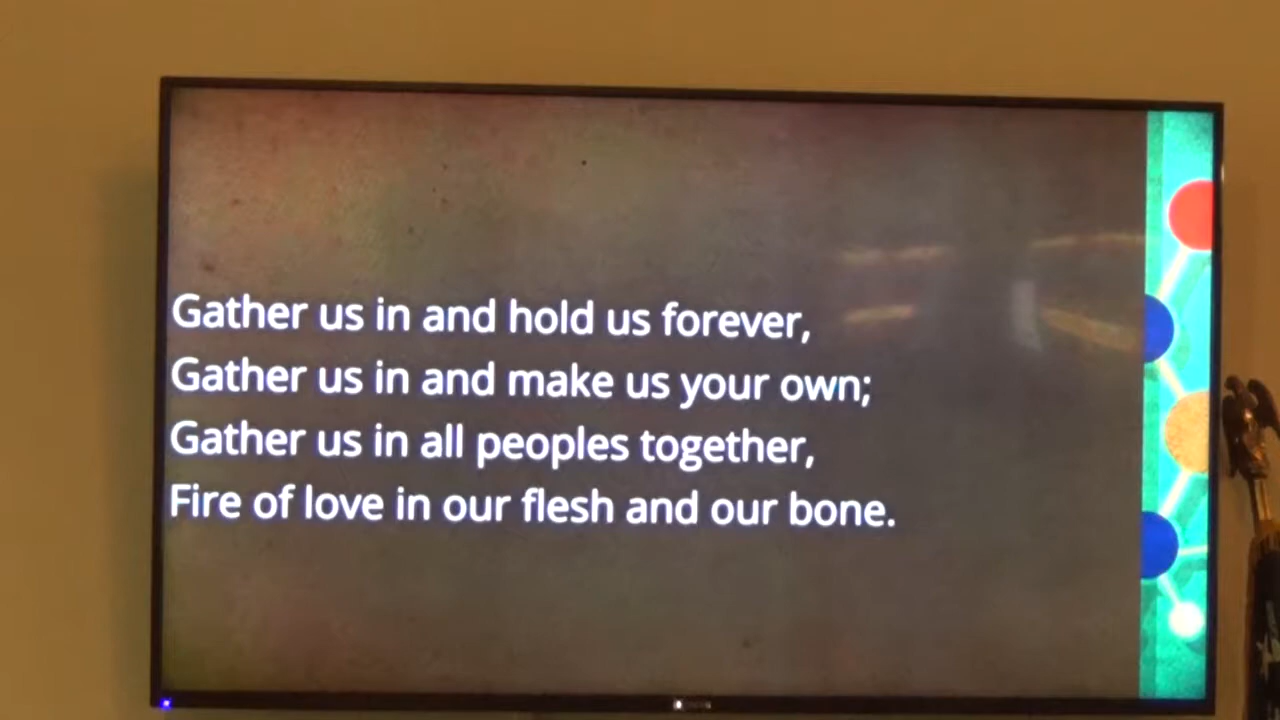 Gather us in and hold us forever,
Gather us in and make us your own;
Gather us in all peoples together,
Fire of love in our flesh and our bone.